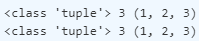 <class 'tuple'> 3 (1, 2, 3)
<class 'tuple'> 3 (1, 2, 3)